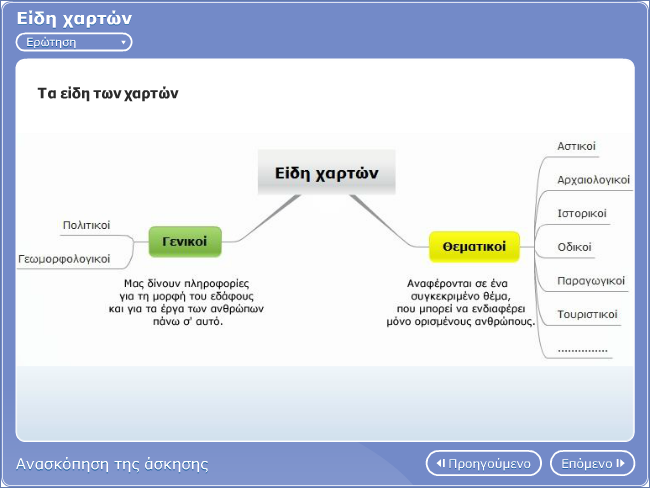 Είδη χαρτών
Ερώτηση
Τα είδη των χαρτών
Είδη χαρτών
Πολιτικοί
Γεωμορφολογικοί
Γενικοί
Μας δίνουν πληροφορίες
για τη μορφή του εδάφους
και για τα έργα των ανθρώπων
πάνω σ' αυτό.
Θεματικοί
Αναφέρονται σε ένα
συγκεκριμένο θέμα,
που μπορεί να ενδιαφέρει
μόνο ορισμένους ανθρώπους.
Αστικοί
Αρχαιολογικοί
Ιστορικοί
Οδικοί
Παραγωγικοί
Τουριστικοί
...............
Ανασκόπηση της άσκησης
Προηγούμενο
Επόμενο